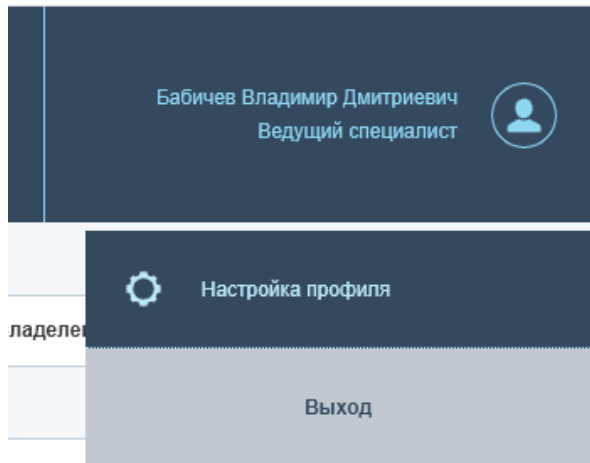 Бабичев Владимир Дмитриевич
Ведущий специалист
Настройка профиля
Выход